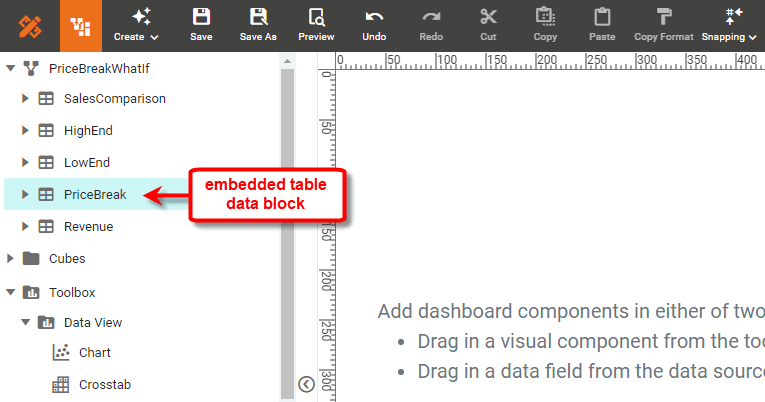 Create
Save
Save As
Preview
Undo
Redo
Cut
Copy
Paste
Copy Format
Snapping
PriceBreakWhatIf
SalesComparison
HighEnd
LowEnd
PriceBreak
Revenue
Cubes
Toolbox
Data View
Chart
Crosstab
embedded table
data block
0 50 100 150 200 250 300 350 400
0
50
150
200
250
300
Add dashboard components in either of two
Drag in a visual component from the too
Drag in a data field from the data sourc